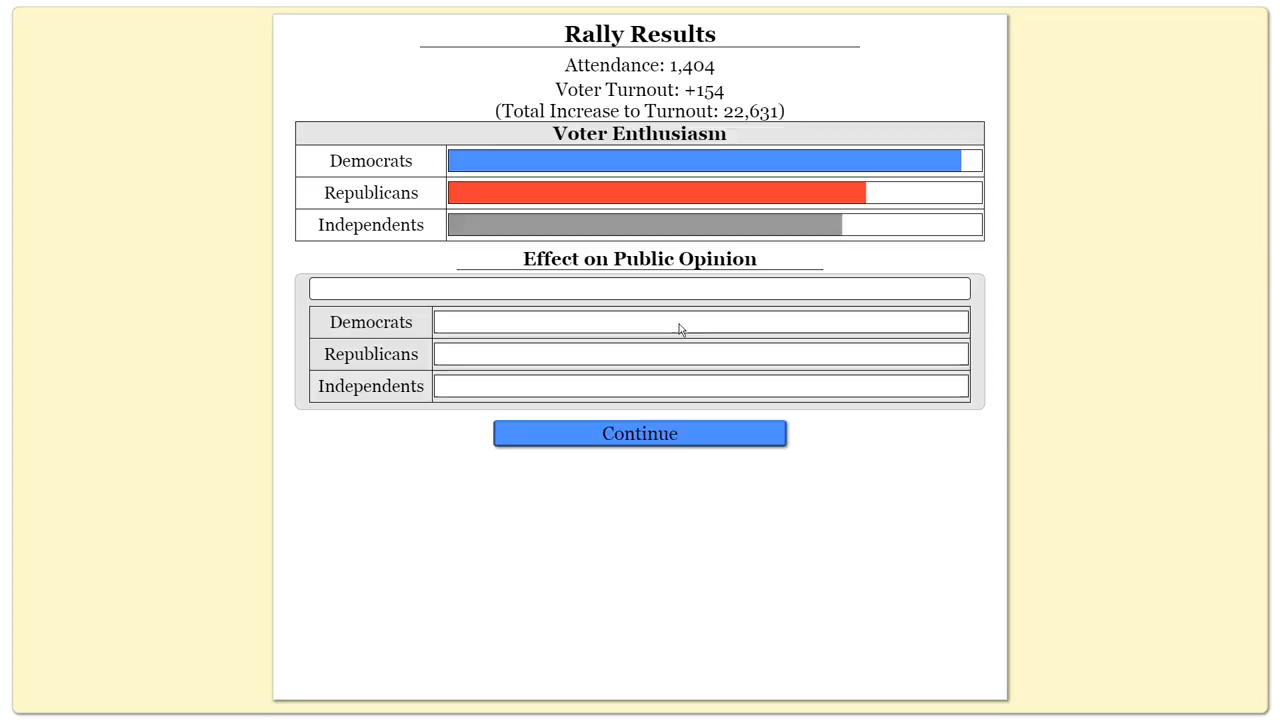 Rally Results
Attendance: 1,404
Voter Turnout: +154
(Total Increase to Turnout: 22,631)
Voter Enthusiasm
Democrats
Republicans
Independents
Effect on Public Opinion
Democrats
Republicans
Independents
Continue